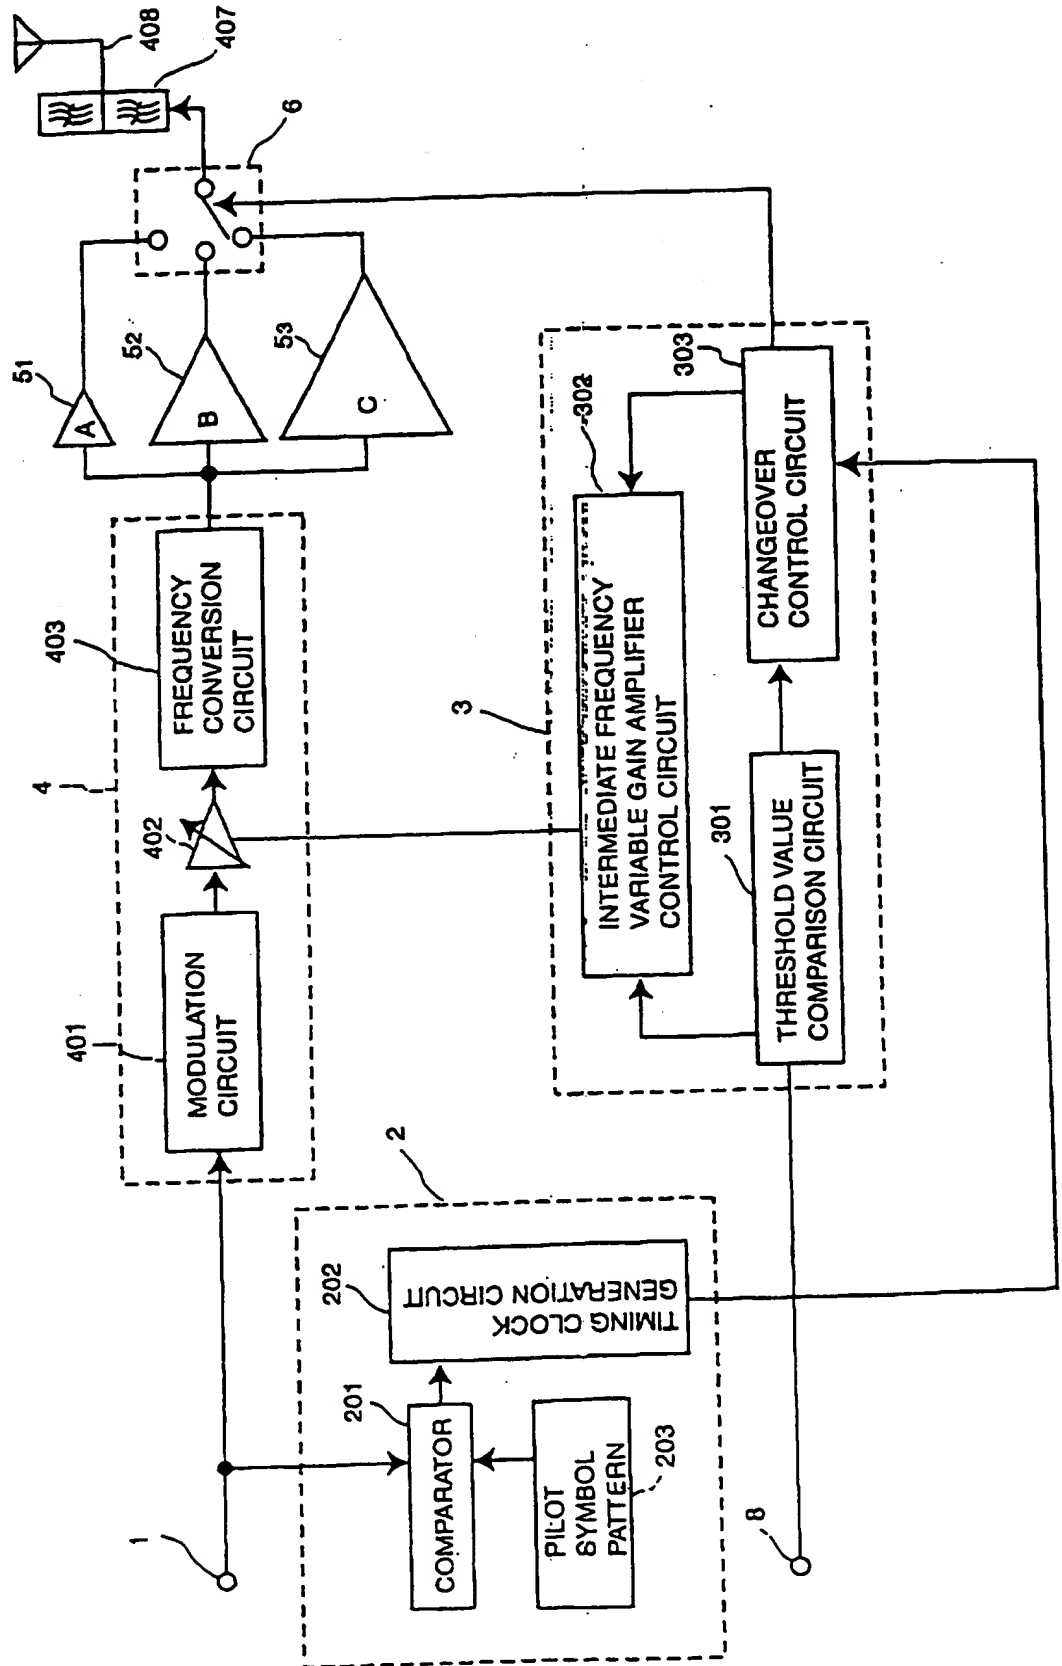 408
407
6
51
A
52
B
53
C
4
403
FREQUENCY
CONVERSION
CIRCUIT
402
401
MODULATION
CIRCUIT
3
302
INTERMEDIATE FREQUENCY
VARIABLE GAIN AMPLIFIER
CONTROL CIRCUIT
303
CHANGEOVER
CONTROL CIRCUIT
301
THRESHOLD VALUE
COMPARISON CIRCUIT
2
202
TIMING CLOCK
GENERATION CIRCUIT
201
COMPARATOR
PILOT
SYMBOL
PATTERN
203
1
8